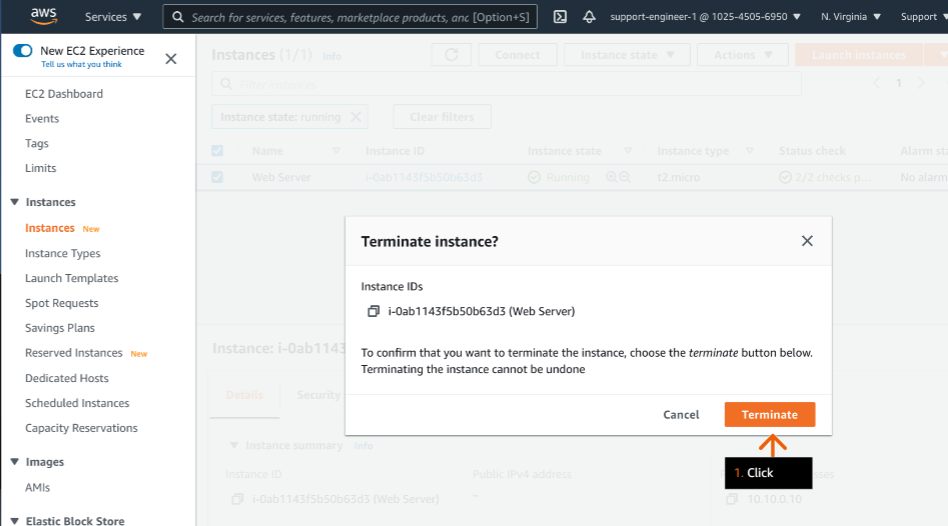 aws Services ▼ Search for services, features, marketplace products, anc [Option+S] support-engineer-1 @ 1025-4505-6950 ▼ N. Virginia ▼ Support ▼
New EC2 Experience
Tell us what you think
EC2 Dashboard
Events
Tags
Limits
Instances
Instances New
Instance Types
Launch Templates
Spot Requests
Savings Plans
Reserved Instances New
Dedicated Hosts
Scheduled Instances
Capacity Reservations
Images
AMIs
Elastic Block Store
Instances (1/1) Info Connect Instance state ▼ Actions ▼ Launch instances
Filter instances 1
Instance state: running Clear filters
Name Instance ID Instance state Instance type Status check Alarm sta
Web Server i-0ab1143f5b50b63d3 Running t2.micro 2/2 checks p... No alarm
Terminate instance?
Instance IDs
i-0ab1143f5b50b63d3 (Web Server)
To confirm that you want to terminate the instance, choose the terminate button below.
Terminating the instance cannot be undone
Cancel Terminate
1. Click
Instance: i-0ab1143
Details Security
Instance summary Info
Instance ID Public IPv4 address sses
i-0ab1143f5b50b63d3 (Web Server) – 10.10.0.10